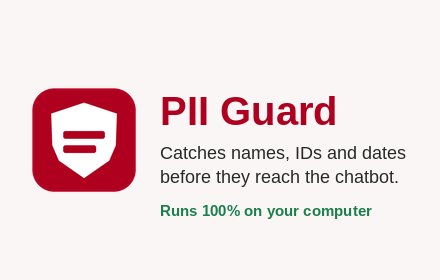 PII Guard
Catches names, IDs and dates
before they reach the chatbot.
Runs 100% on your computer